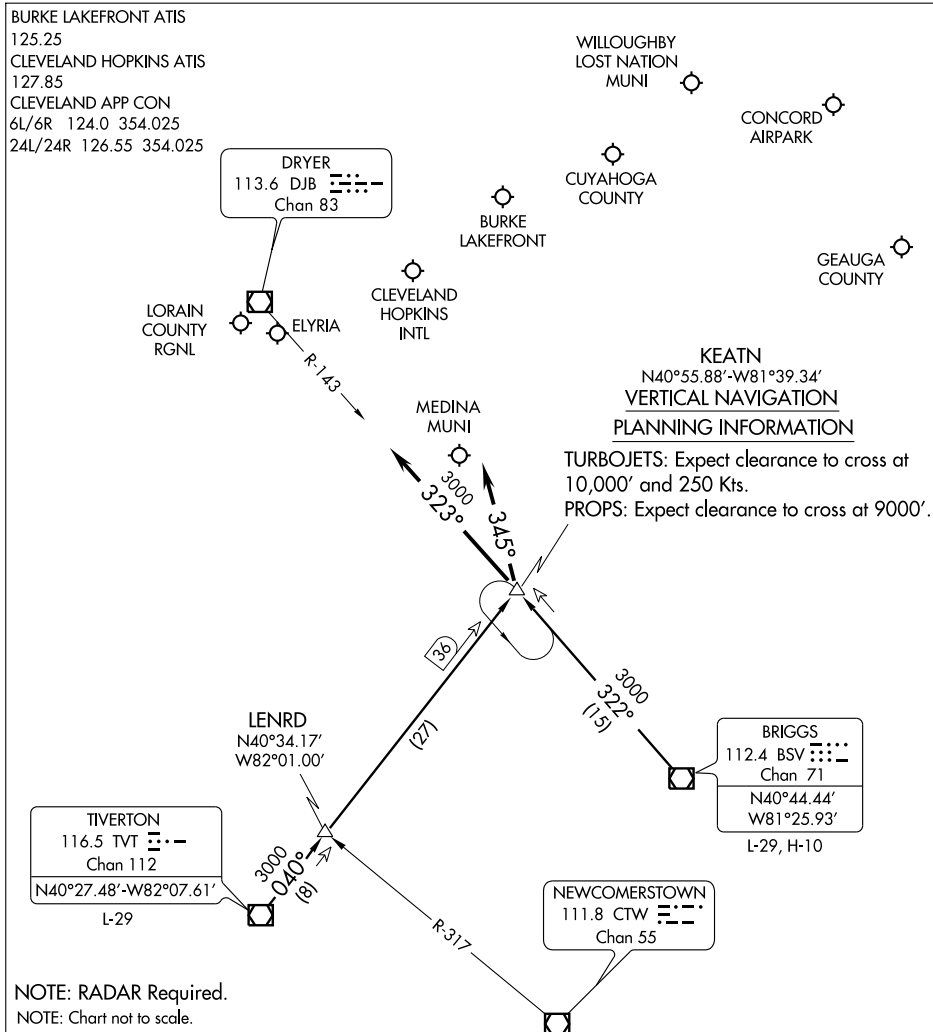 BURKE LAKEFRONT ATIS
125.25
CLEVELAND HOPKINS ATIS
127.85
CLEVELAND APP CON
6L/6R 124.0 354.025
24L/24R 126.55 354.025
WILLOUGHBY
LOST NATION
MUNI
CONCORD
AIRPARK
DRYER
113.6 DJB
Chan 83
CUYAHOGA
COUNTY
BURKE
LAKEFRONT
GEAUGA
COUNTY
CLEVELAND
HOPKINS
INTL
LORAIN
COUNTY
RGNL
ELYRIA
R-143
KEATN
N40°55.88'-W81°39.34'
VERTICAL NAVIGATION
PLANNING INFORMATION
TURBOJETS: Expect clearance to cross at
10,000' and 250 Kts.
PROPS: Expect clearance to cross at 9000'.
MEDINA
MUNI
3000
323°
345°
36
(27)
3000
322°
(15)
LENRD
N40°34.17'
W82°01.00'
BRIGGS
112.4 BSV
Chan 71
N40°44.44'
W81°25.93'
L-29, H-10
TIVERTON
116.5 TVT
Chan 112
N40°27.48'-W82°07.61'
L-29
3000
040°
(8)
R-317
NEWCOMERSTOWN
111.8 CTW
Chan 55
NOTE: RADAR Required.
NOTE: Chart not to scale.